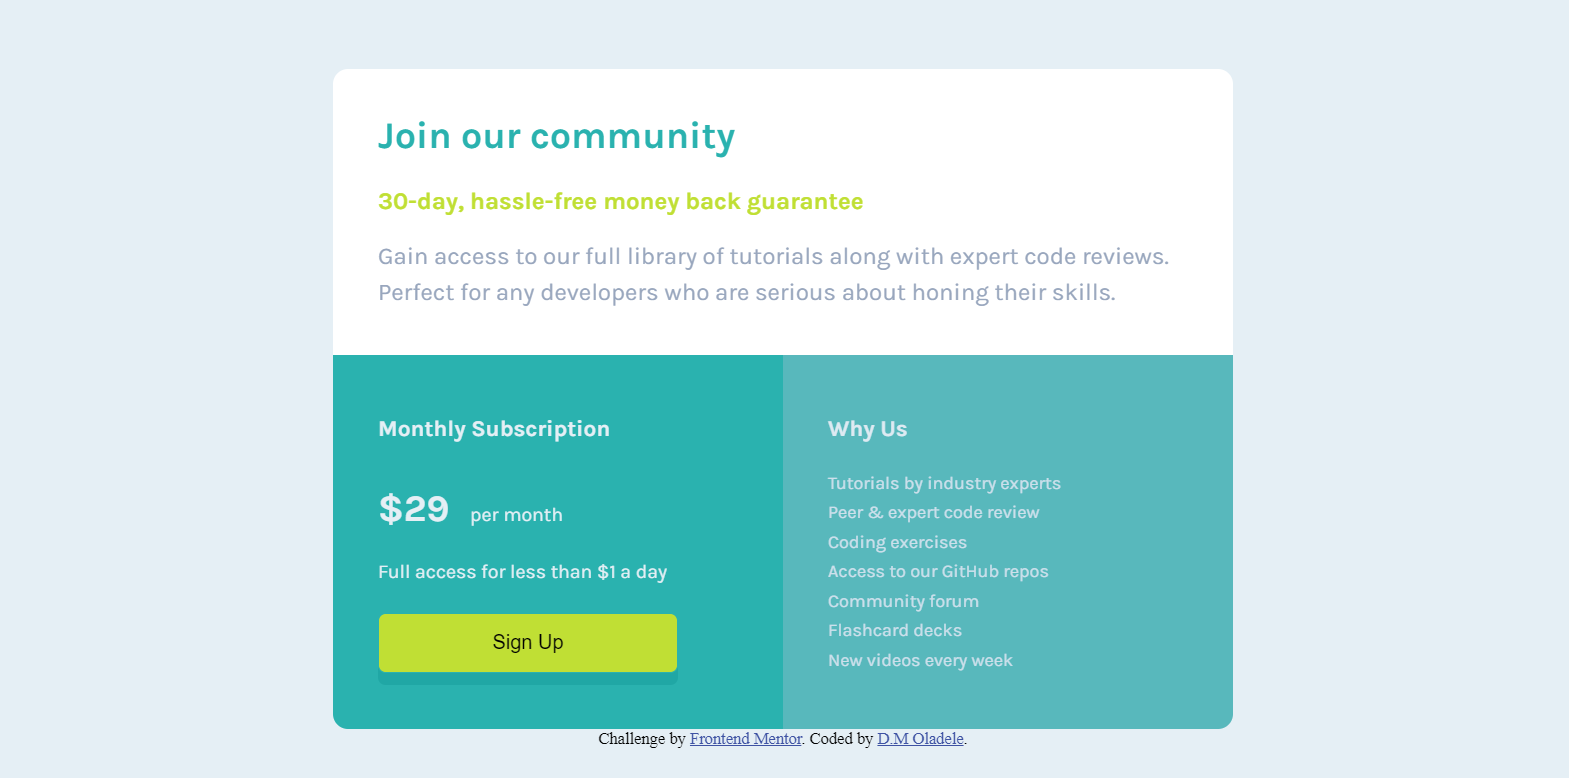 Join our community
30-day, hassle-free money back guarantee
Gain access to our full library of tutorials along with expert code reviews.
Perfect for any developers who are serious about honing their skills.
Monthly Subscription
$29 per month
Full access for less than $1 a day
Sign Up
Why Us
Tutorials by industry experts
Peer & expert code review
Coding exercises
Access to our GitHub repos
Community forum
Flashcard decks
New videos every week
Challenge by Frontend Mentor. Coded by D.M Oladele.